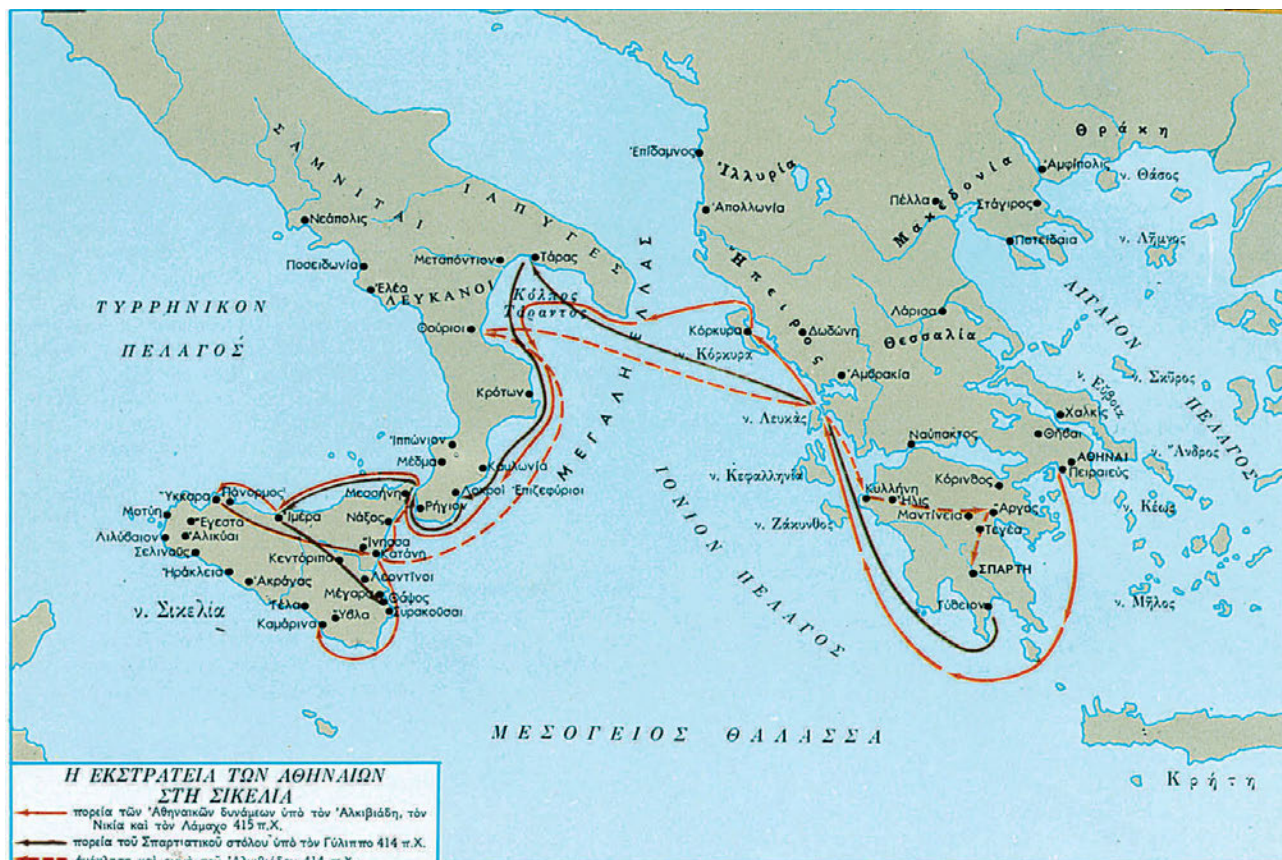 Θράκη
Ἐπίδαμνος
Ἰλλυρία
Ἀμφίπολις
ν. Θάσος
ΣΑΜΝΙΤΑΙ
ΙΑΠΥΓΕΣ
Νεάπολις
Ἀπολλωνία
Πέλλα
Μακεδονία
Στάγιρος
Ποτείδαια
ν. Λῆμνος
Ποσειδωνία
Μεταπόντιον
Τάρας
Ἐλέα
ΛΕΥΚΑΝΟΙ
Κόλπος
Τάραντος
Ἤπειρος
ΤΥΡΡΗΝΙΚΟΝ
ΠΕΛΑΓΟΣ
Θούριοι
ΜΕΓΑΛΗ ΕΛΛΑΣ
Κόρκυρα
ν. Κόρκυρα
Δωδώνη
Λάρισα
Θεσσαλία
ΑΙΓΑΙΟΝ ΠΕΛΑΓΟΣ
Ἀμβρακία
ν. Σκῦρος
ν. Εὔβοια
Κρότων
ν. Λευκάς
Χαλκίς
Θῆβαι
Ναύπακτος
Ἱππώνιον
Μέδμα
Καυλωνία
ν. Κεφαλληνία
ΑΘΗΝΑΙ
Πειραιεύς
ν. Ἄνδρος
Κόρινθος
Ὕκκαρα
Πάνορμος
Μεσσήνη
Λοκροὶ Ἐπιζεφύριοι
Ρήγιον
ΙΟΝΙΟΝ ΠΕΛΑΓΟΣ
Κυλλήνη
Ἦλις
Ἄργος
Μαντίνεια
ν. Κέως
Μοτύη
Ἱμέρα
Νάξος
ν. Ζάκυνθος
Τεγέα
Ἔγεστα
Λιλύβαιον
Ἀλικύαι
Ἴνησσα
Κατάνη
Σελινοῦς
Κεντόριπα
Ἡράκλεια
Ἀκράγας
Λεοντῖνοι
ΣΠΑΡΤΗ
Μέγαρα
Θάψος
ν. Σικελία
Γέλα
Συρακοῦσαι
Γύθειον
ν. Μῆλος
Καμάρινα
Ὕβλα
ΜΕΣΟΓΕΙΟΣ ΘΑΛΑΣΣΑ
Κρήτη
Η ΕΚΣΤΡΑΤΕΙΑ ΤΩΝ ΑΘΗΝΑΙΩΝ
ΣΤΗ ΣΙΚΕΛΙΑ
πορεία τῶν Ἀθηναϊκῶν δυνάμεων ὑπὸ τὸν Ἀλκιβιάδη, τὸν
Νικία καὶ τὸν Λάμαχο 415 π.Χ.
πορεία τοῦ Σπαρτιατικοῦ στόλου ὑπὸ τὸν Γύλιππο 414 π.Χ.